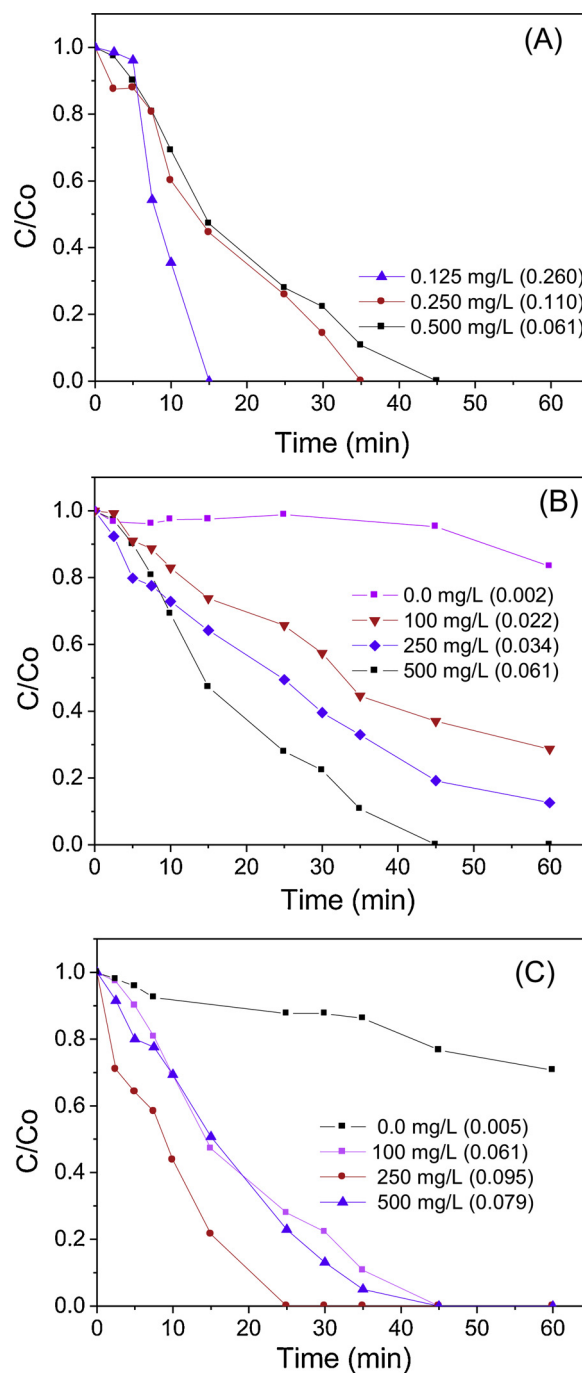 (A)
1.0
0.8
0.6
0.4
0.2
0.0
C/Co
0.125 mg/L (0.260)
0.250 mg/L (0.110)
0.500 mg/L (0.061)
0 10 20 30 40 50 60
Time (min)
(B)
1.0
0.8
0.6
0.4
0.2
0.0
C/Co
0.0 mg/L (0.002)
100 mg/L (0.022)
250 mg/L (0.034)
500 mg/L (0.061)
0 10 20 30 40 50 60
Time (min)
(C)
1.0
0.8
0.6
0.4
0.2
0.0
C/Co
0.0 mg/L (0.005)
100 mg/L (0.061)
250 mg/L (0.095)
500 mg/L (0.079)
0 10 20 30 40 50 60
Time (min)